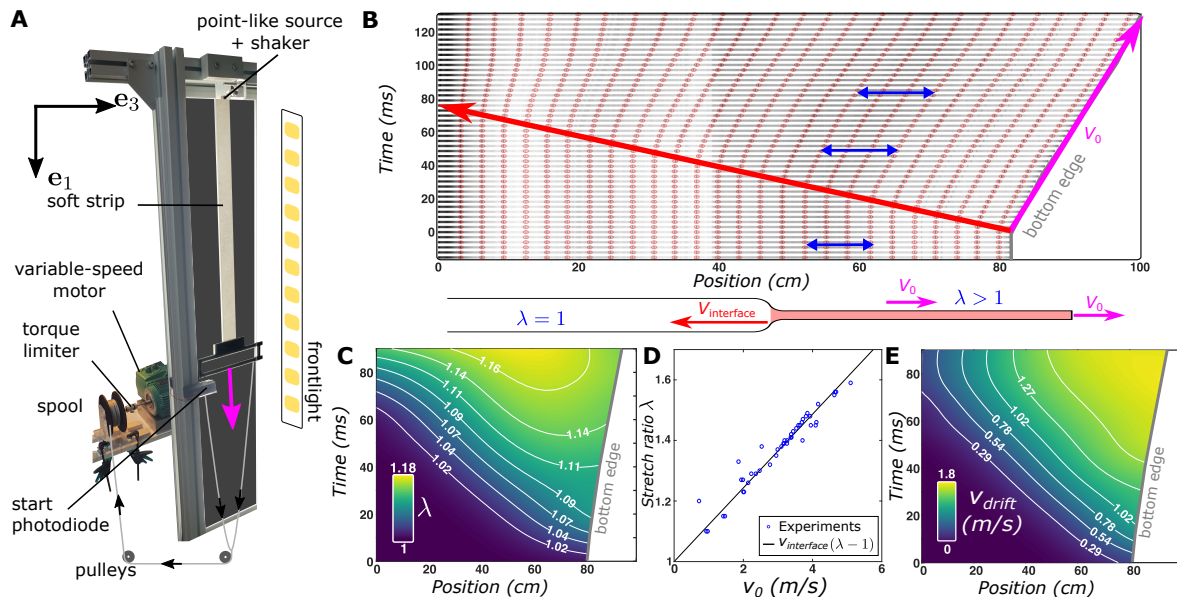 A
point-like source
+ shaker
e₃
e₁
soft strip
variable-speed
motor
torque
limiter
spool
start
photodiode
pulleys
frontlight
B
Time (ms)
120
100
80
60
40
20
0
V₀
bottom edge
0
20
40
60
80
100
Position (cm)
λ = 1
V_interface
V₀
λ > 1
V₀
C
Time (ms)
80
60
40
20
0
1.16
1.14
1.14
1.11
1.09
1.07
1.04
1.02
1.11
1.09
1.07
1.04
1.02
1.18
λ
1
bottom edge
0
20
40
60
80
Position (cm)
D
Stretch ratio λ
1.6
1.4
1.2
1
Experiments
V_interface(λ − 1)
0
2
4
6
v₀ (m/s)
E
Time (ms)
80
60
40
20
0
1.27
1.02
0.78
0.54
0.29
1.02
0.78
0.54
0.29
1.8
v_drift
(m/s)
0
bottom edge
0
20
40
60
80
Position (cm)